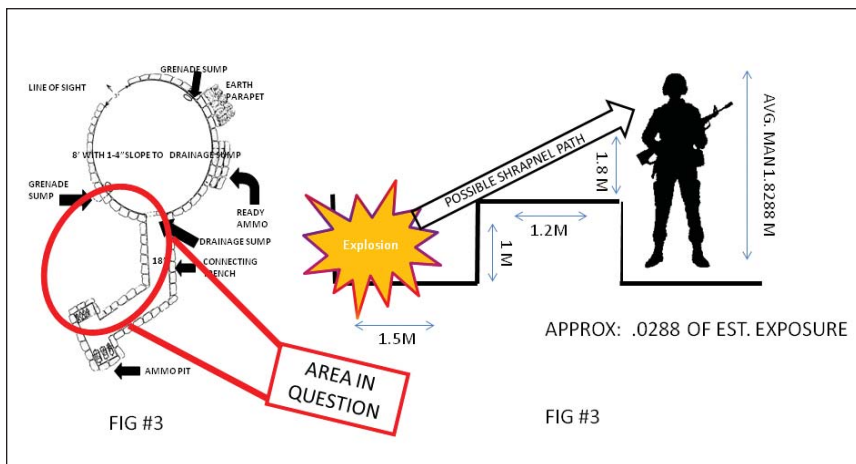 GRENADE SUMP
LINE OF SIGHT
EARTH
PARAPET
8' WITH 1-4" SLOPE TO DRAINAGE SUMP
GRENADE
SUMP
READY
AMMO
DRAINAGE SUMP
18"
CONNECTING
TRENCH
AMMO PIT
AREA IN
QUESTION
FIG #3
Explosion
POSSIBLE SHRAPNEL PATH
1.8 M
AVG. MAN 1.8288 M
1.2M
1M
1.5M
APPROX: .0288 OF EST. EXPOSURE
FIG #3